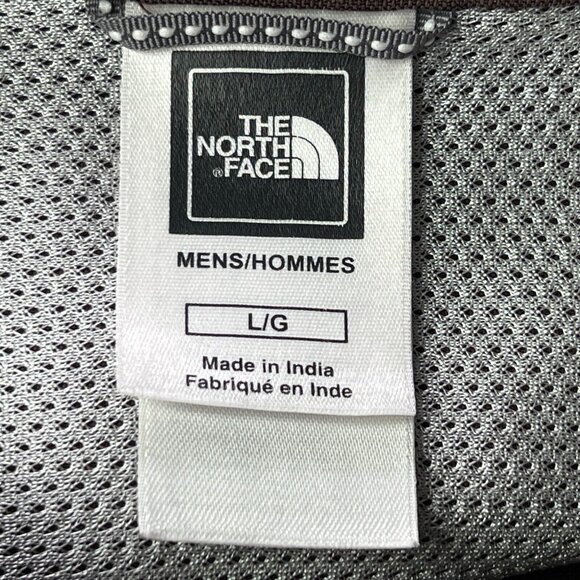 THE
NORTH
FACE
®
MENS/HOMMES
L/G
Made in India
Fabriqué en Inde